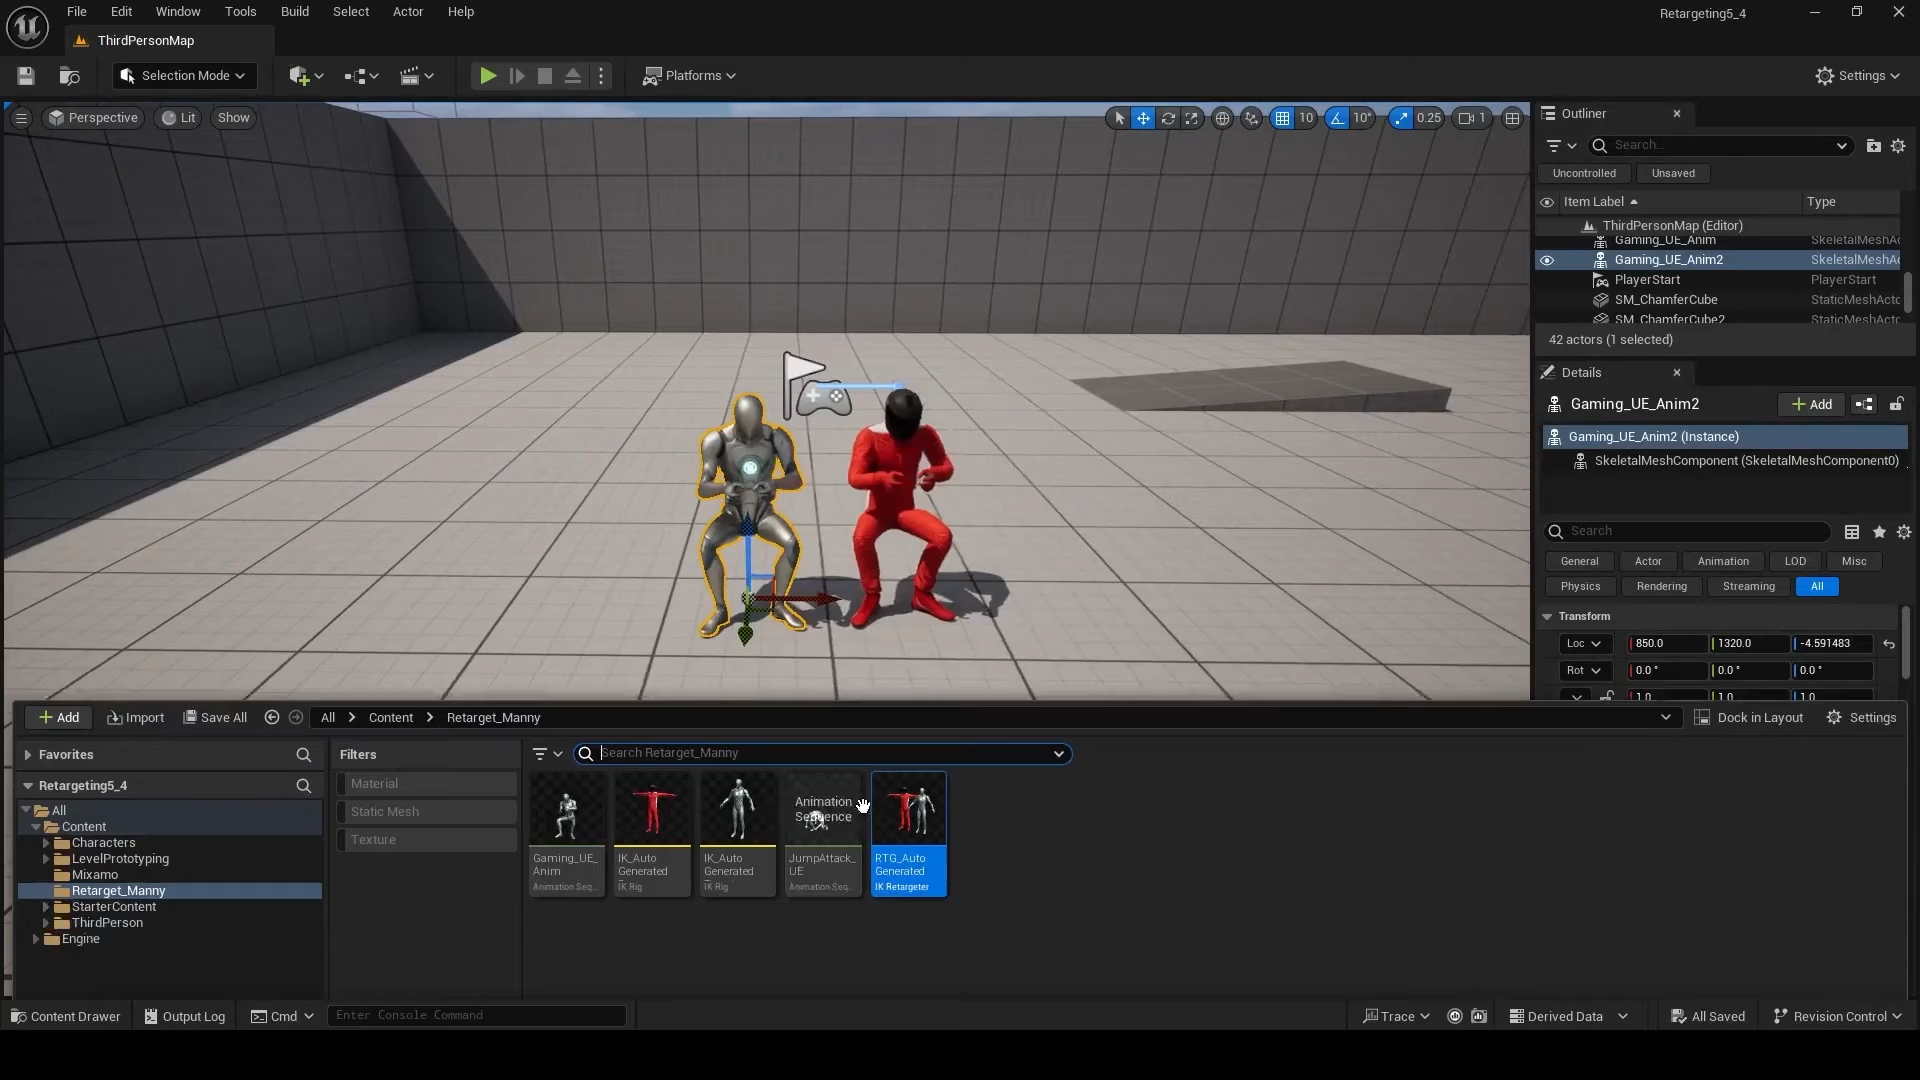 File Edit Window Tools Build Select Actor Help
Retargeting5_4
ThirdPersonMap
Selection Mode
Platforms
Settings
Perspective Lit Show
10 10° 0.25 1
Outliner
Search...
Uncontrolled Unsaved
Item Label Type
ThirdPersonMap (Editor)
Gaming_UE_Anim SkeletalMeshAc
Gaming_UE_Anim2 SkeletalMeshAc
PlayerStart PlayerStart
SM_ChamferCube StaticMeshActo
SM_ChamferCube2 StaticMeshActo
42 actors (1 selected)
Details
Gaming_UE_Anim2
Add
Gaming_UE_Anim2 (Instance)
SkeletalMeshComponent (SkeletalMeshComponent0)
Search
General Actor Animation LOD Misc
Physics Rendering Streaming All
Transform
Loc 850.0 1320.0 -4.591483
Rot 0.0 ° 0.0 ° 0.0 °
1.0 1.0 1.0
Add Import Save All All Content Retarget_Manny Dock in Layout Settings
Favorites
Filters
Search Retarget_Manny
Retargeting5_4
Material
Static Mesh
Texture
All
Content
Characters
LevelPrototyping
Mixamo
Retarget_Manny
StarterContent
ThirdPerson
Engine
Animation
Sequence
Gaming_UE_
Anim
Animation Seq...
IK_Auto
Generated
IK Rig
IK_Auto
Generated
IK Rig
JumpAttack_
UE
Animation Seq...
RTG_Auto
Generated
IK Retargeter
Content Drawer Output Log Cmd Enter Console Command
Trace Derived Data All Saved Revision Control